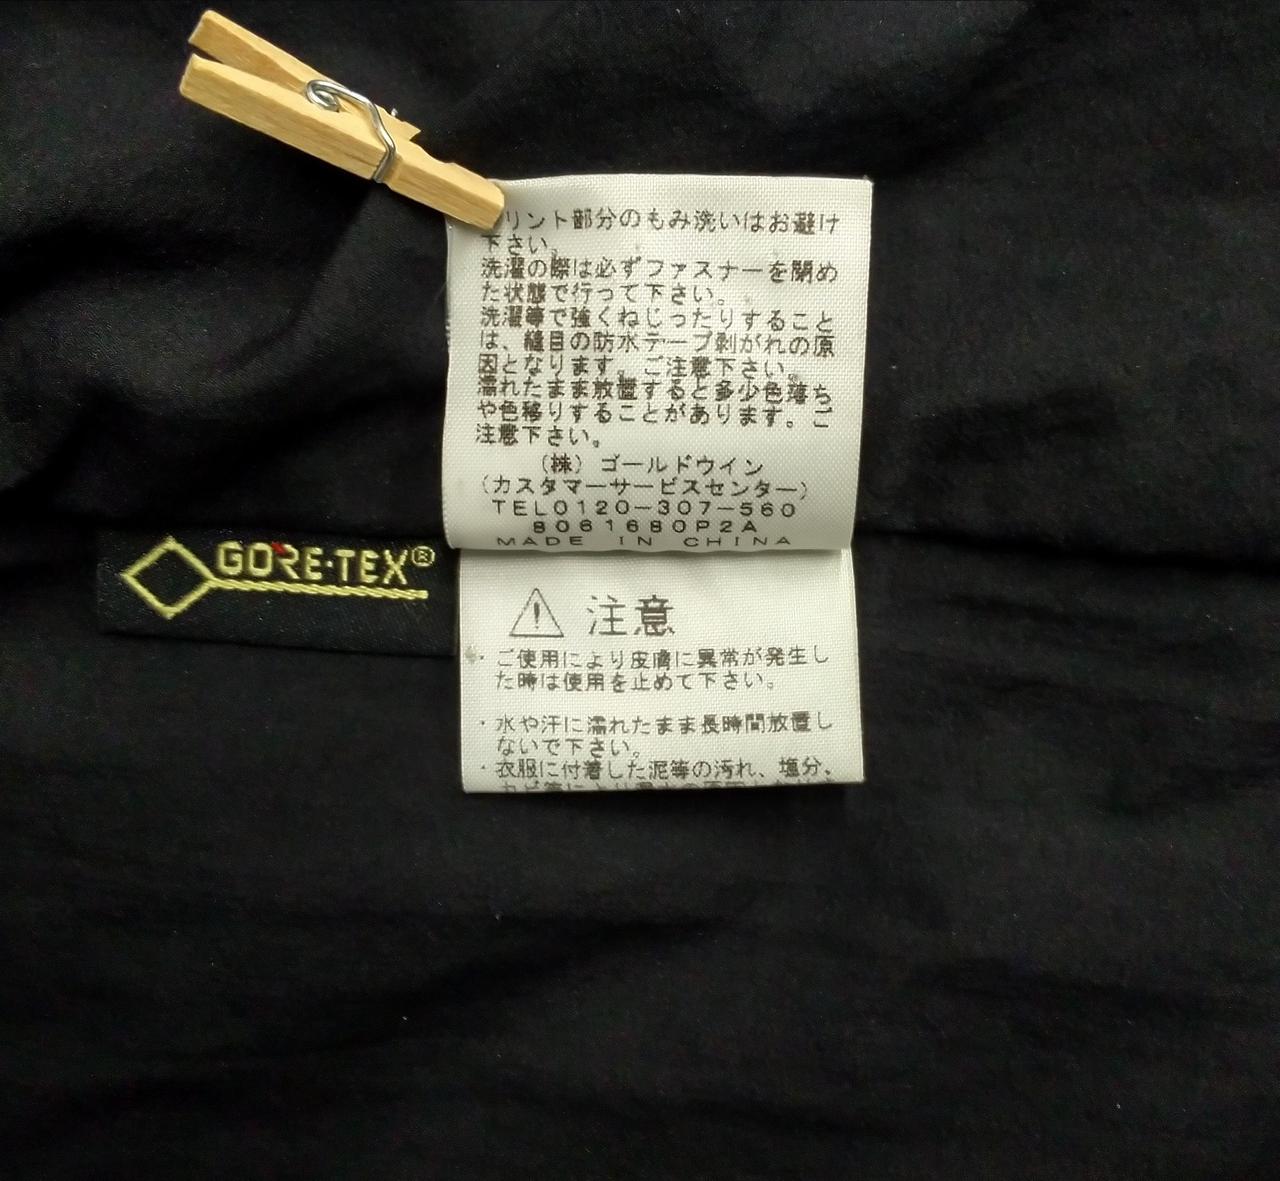 リント部分のもみ洗いはお避け
下さい。
洗濯の際は必ずファスナーを閉め
た状態で行って下さい。
洗濯等で強くねじったりすること
は、縫目の防水テープ剥がれの原
因となります。ご注意下さい。
濡れたまま放置すると多少色落ち
や色移りすることがあります。ご
注意下さい。
(株)ゴールドウイン
(カスタマーサービスセンター)
TEL0120-307-560
8061680P2A
MADE IN CHINA
GORE-TEX®
注意
・ご使用により皮膚に異常が発生し
た時は使用を止めて下さい。
・水や汗に濡れたまま長時間放置し
ないで下さい。
・衣服に付着した泥等の汚れ、塩分、